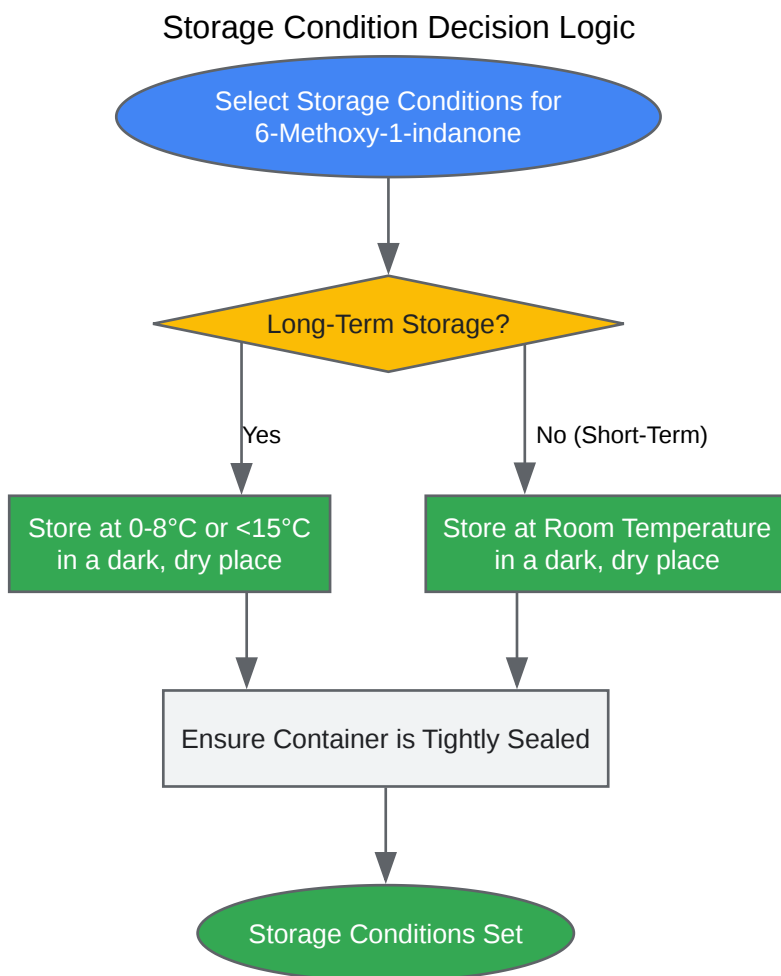 Storage Condition Decision Logic
Select Storage Conditions for
6-Methoxy-1-indanone
Long-Term Storage?
Yes
No (Short-Term)
Store at 0-8°C or <15°C
in a dark, dry place
Store at Room Temperature
in a dark, dry place
Ensure Container is Tightly Sealed
Storage Conditions Set